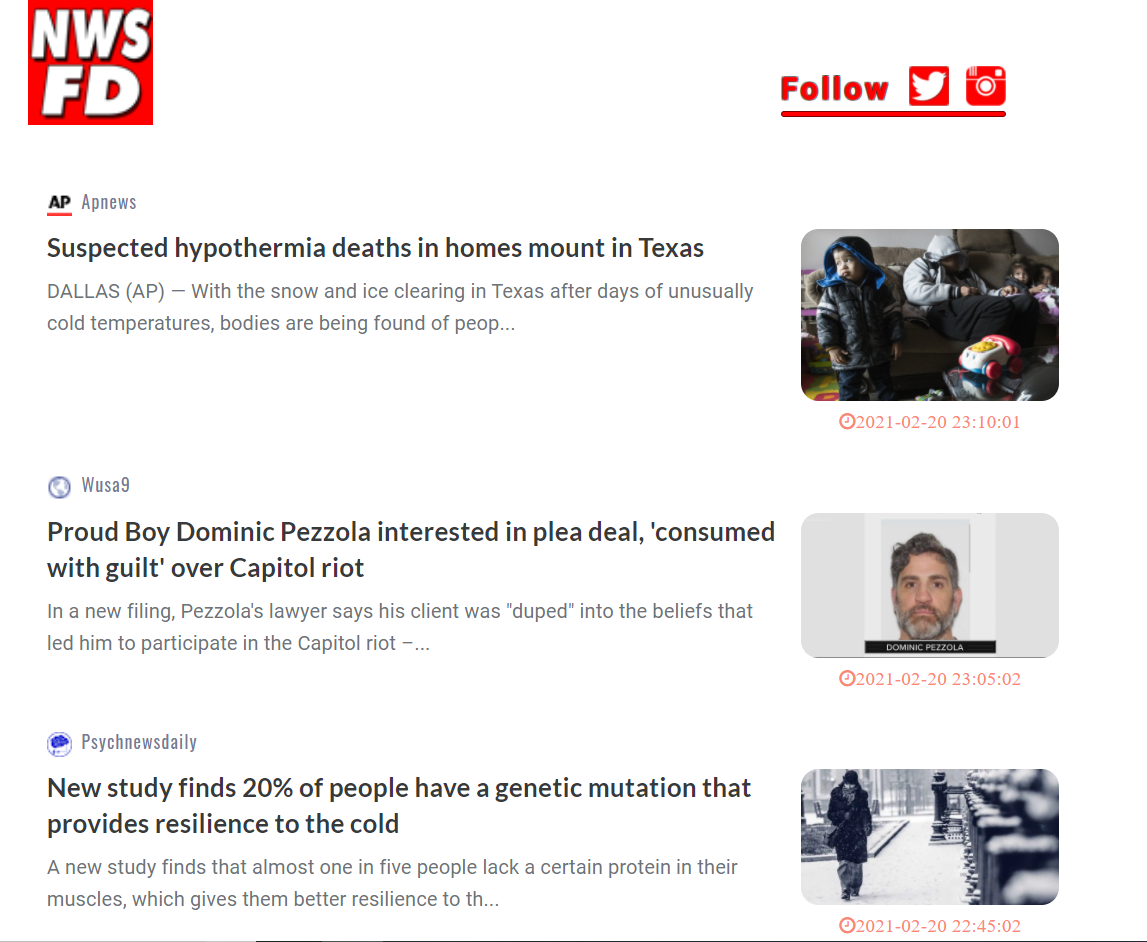 NWS
FD
Follow
AP Apnews
Suspected hypothermia deaths in homes mount in Texas
DALLAS (AP) — With the snow and ice clearing in Texas after days of unusually
cold temperatures, bodies are being found of peop...
2021-02-20 23:10:01
Wusa9
Proud Boy Dominic Pezzola interested in plea deal, 'consumed
with guilt' over Capitol riot
In a new filing, Pezzola's lawyer says his client was "duped" into the beliefs that
led him to participate in the Capitol riot –...
DOMINIC PEZZOLA
2021-02-20 23:05:02
Psychnewsdaily
New study finds 20% of people have a genetic mutation that
provides resilience to the cold
A new study finds that almost one in five people lack a certain protein in their
muscles, which gives them better resilience to th...
2021-02-20 22:45:02